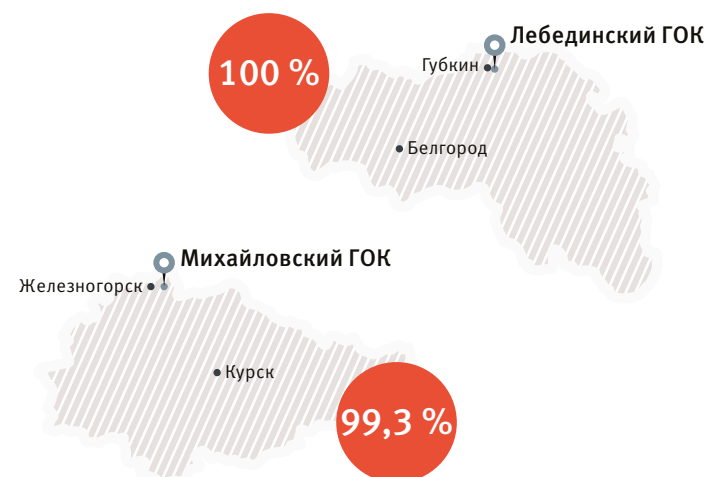 Лебединский ГОК
100 %
Губкин
Белгород
Михайловский ГОК
Железногорск
Курск
99,3 %